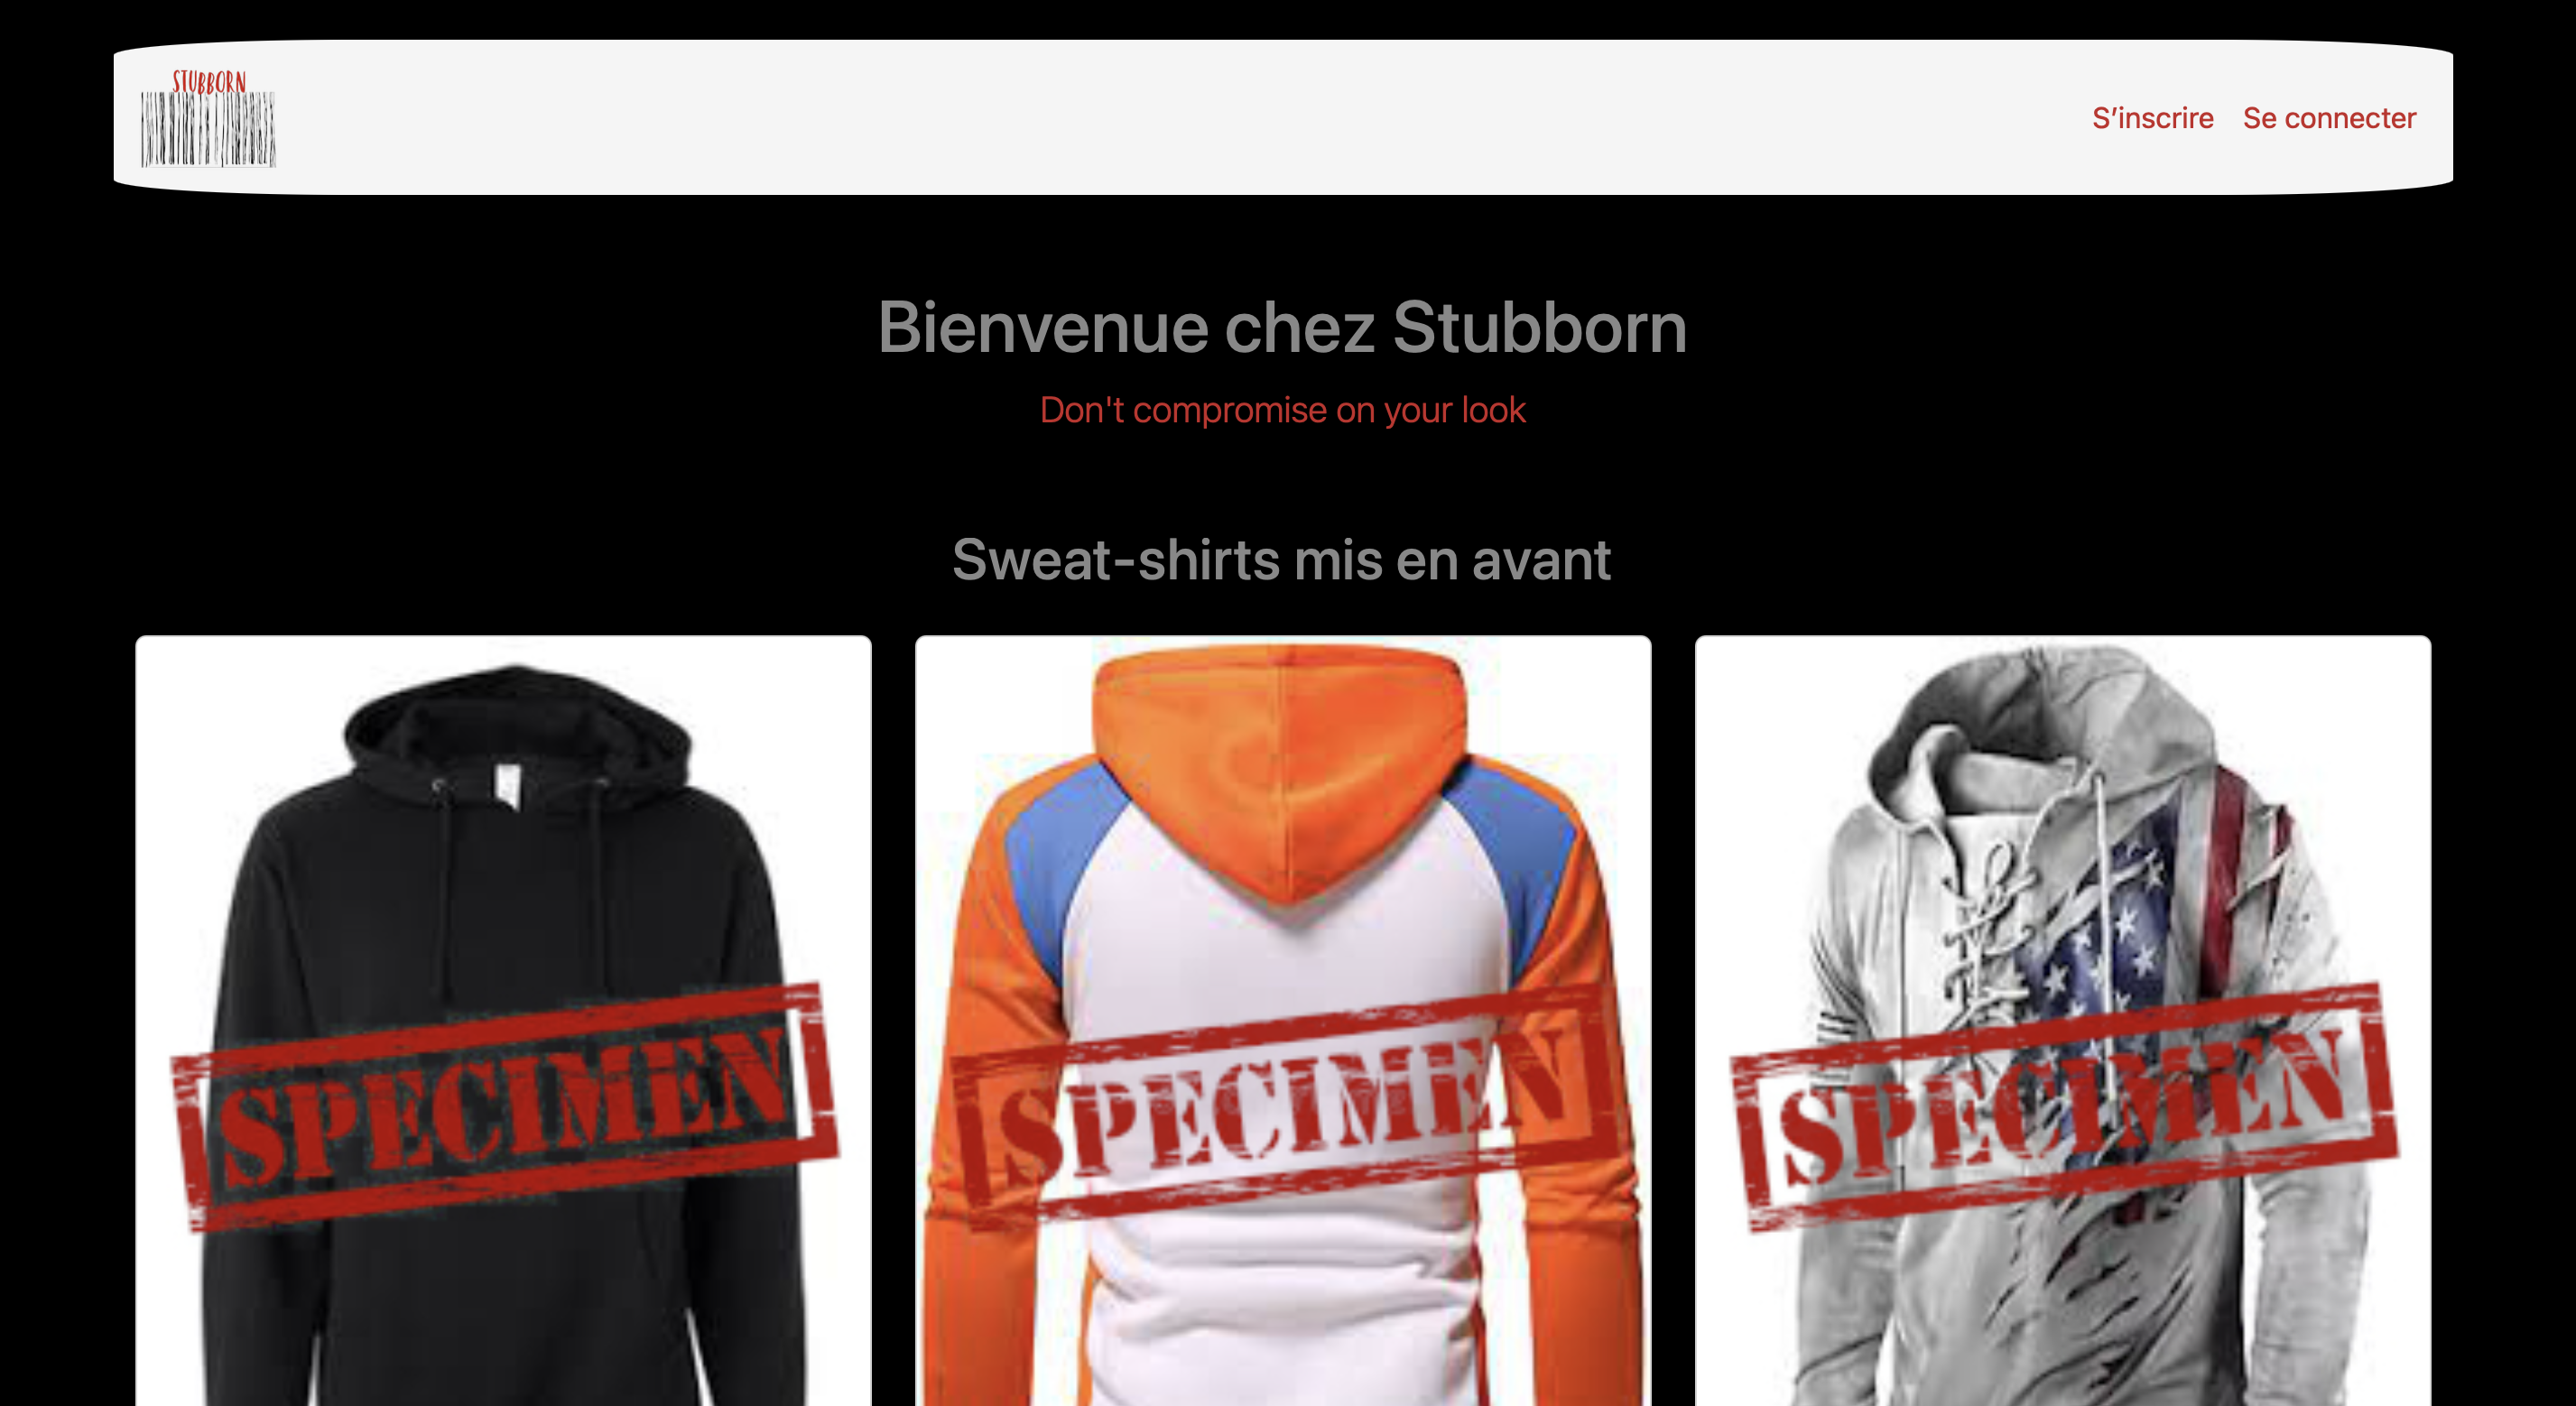 STUBBORN
S’inscrire Se connecter
Bienvenue chez Stubborn
Don't compromise on your look
Sweat-shirts mis en avant
SPECIMEN SPECIMEN SPECIMEN